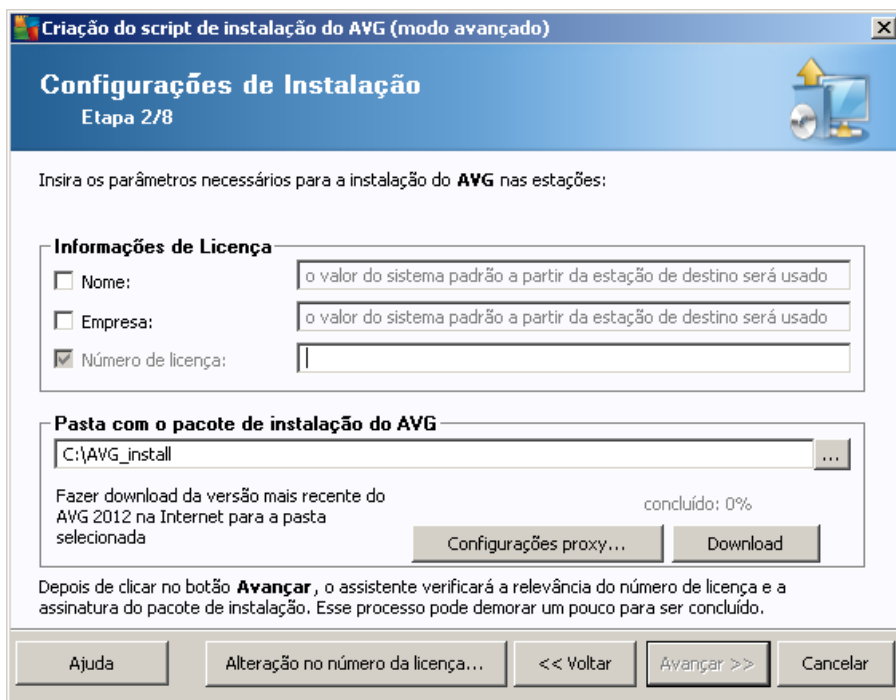 Criação do script de instalação do AVG (modo avançado)
Configurações de Instalação
Etapa 2/8
Insira os parâmetros necessários para a instalação do AVG nas estações:
Informações de Licença
Nome:
o valor do sistema padrão a partir da estação de destino será usado
Empresa:
o valor do sistema padrão a partir da estação de destino será usado
Número de licença:
Pasta com o pacote de instalação do AVG
C:\AVG_install
...
Fazer download da versão mais recente do
AVG 2012 na Internet para a pasta
selecionada
concluído: 0%
Configurações proxy...
Download
Depois de clicar no botão Avançar, o assistente verificará a relevância do número de licença e a
assinatura do pacote de instalação. Esse processo pode demorar um pouco para ser concluído.
Ajuda
Alteração no número da licença...
<< Voltar
Avançar >>
Cancelar